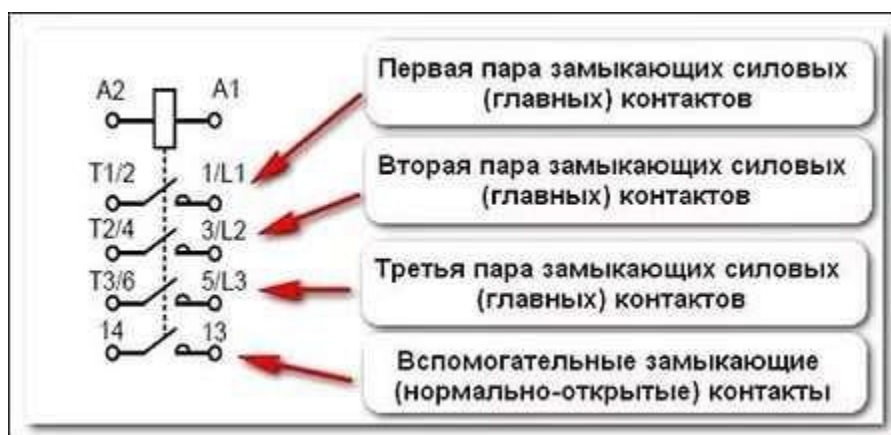 Первая пара замыкающих силовых
(главных) контактов
A2 A1
T1/2 1/L1
Вторая пара замыкающих силовых
(главных) контактов
T2/4 3/L2
Третья пара замыкающих силовых
(главных) контактов
T3/6 5/L3
14 13
Вспомогательные замыкающие
(нормально-открытые) контакты